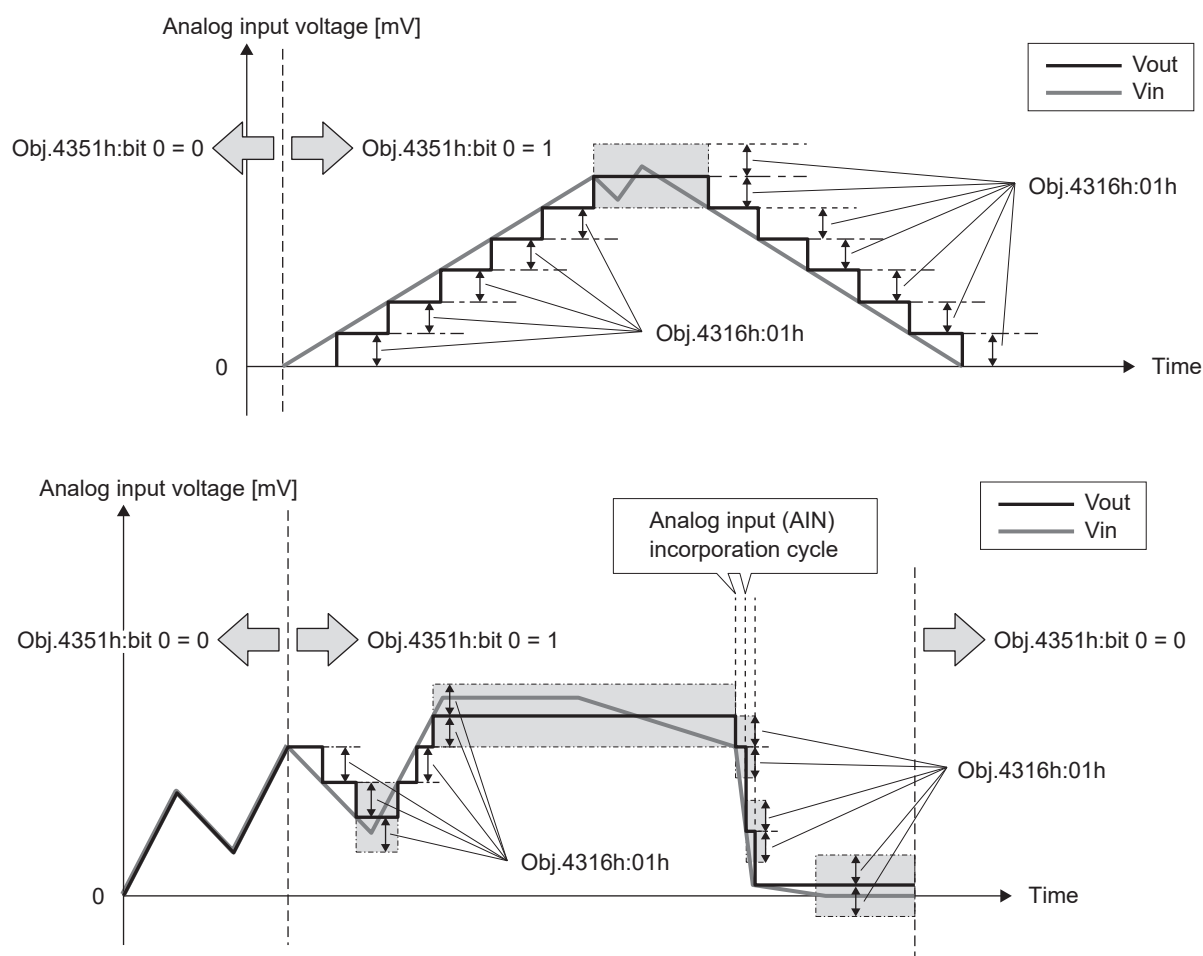 Analog input voltage [mV]
Vout
Vin
Obj.4351h:bit 0 = 0
Obj.4351h:bit 0 = 1
Obj.4316h:01h
Obj.4316h:01h
0
Time
Analog input voltage [mV]
Analog input (AIN)
incorporation cycle
Vout
Vin
Obj.4351h:bit 0 = 0
Obj.4351h:bit 0 = 1
Obj.4351h:bit 0 = 0
Obj.4316h:01h
Obj.4316h:01h
0
Time